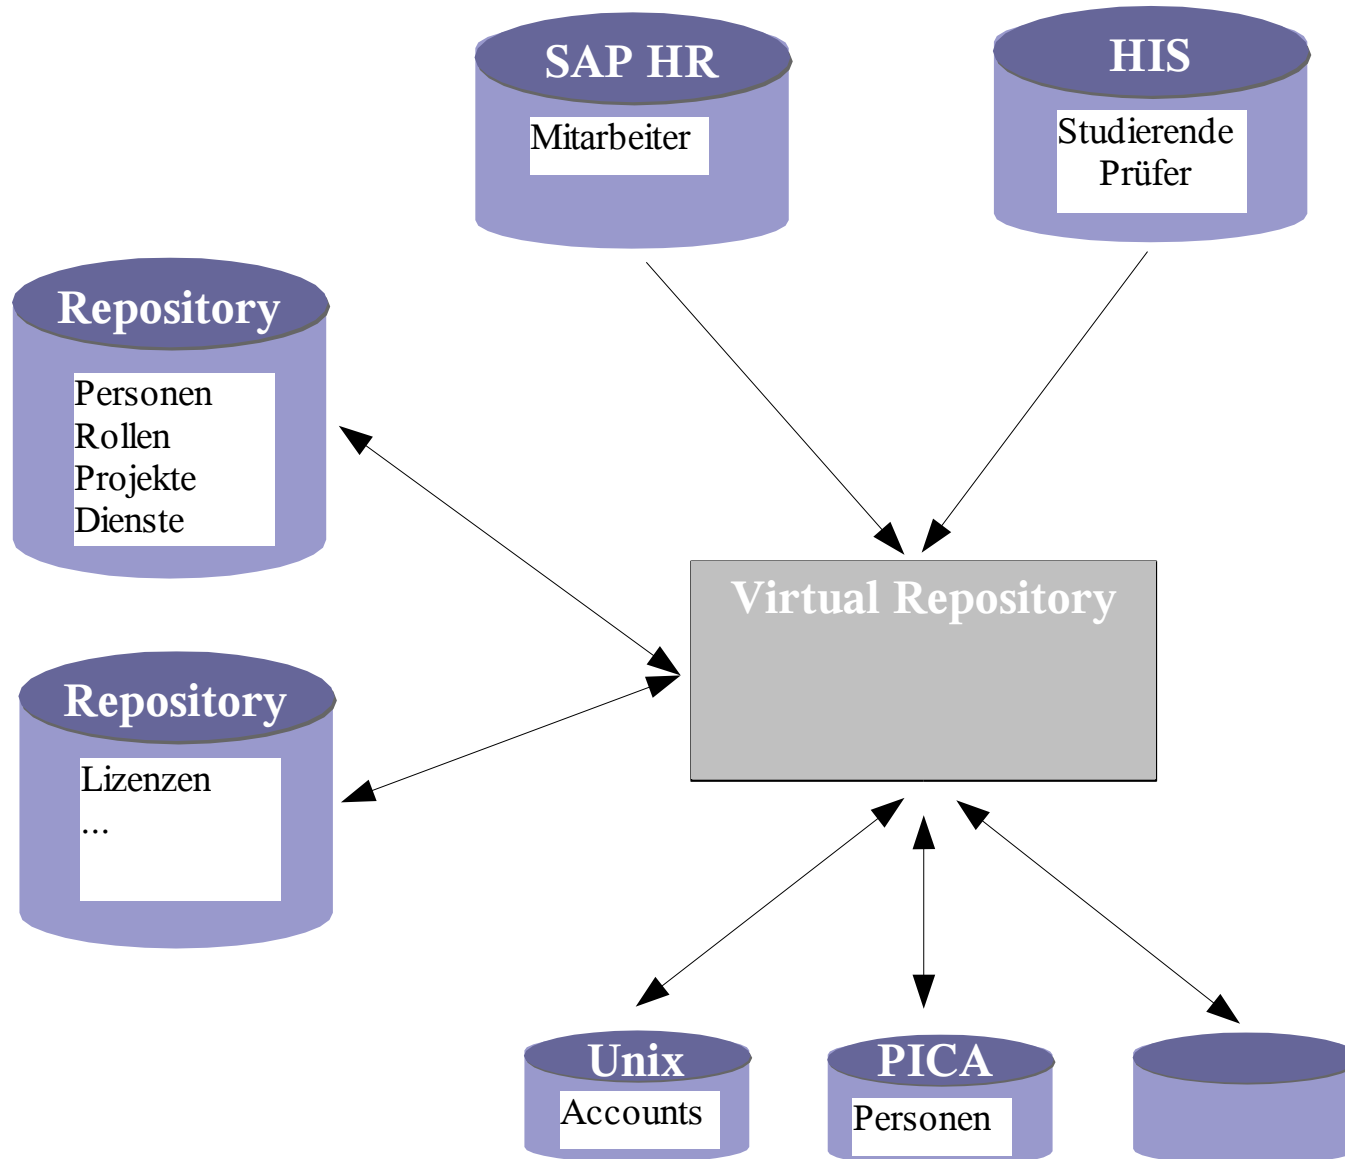 SAP HR
Mitarbeiter
HIS
Studierende
Prüfer
Repository
Personen
Rollen
Projekte
Dienste
Virtual Repository
Repository
Lizenzen
...
Unix
Accounts
PICA
Personen